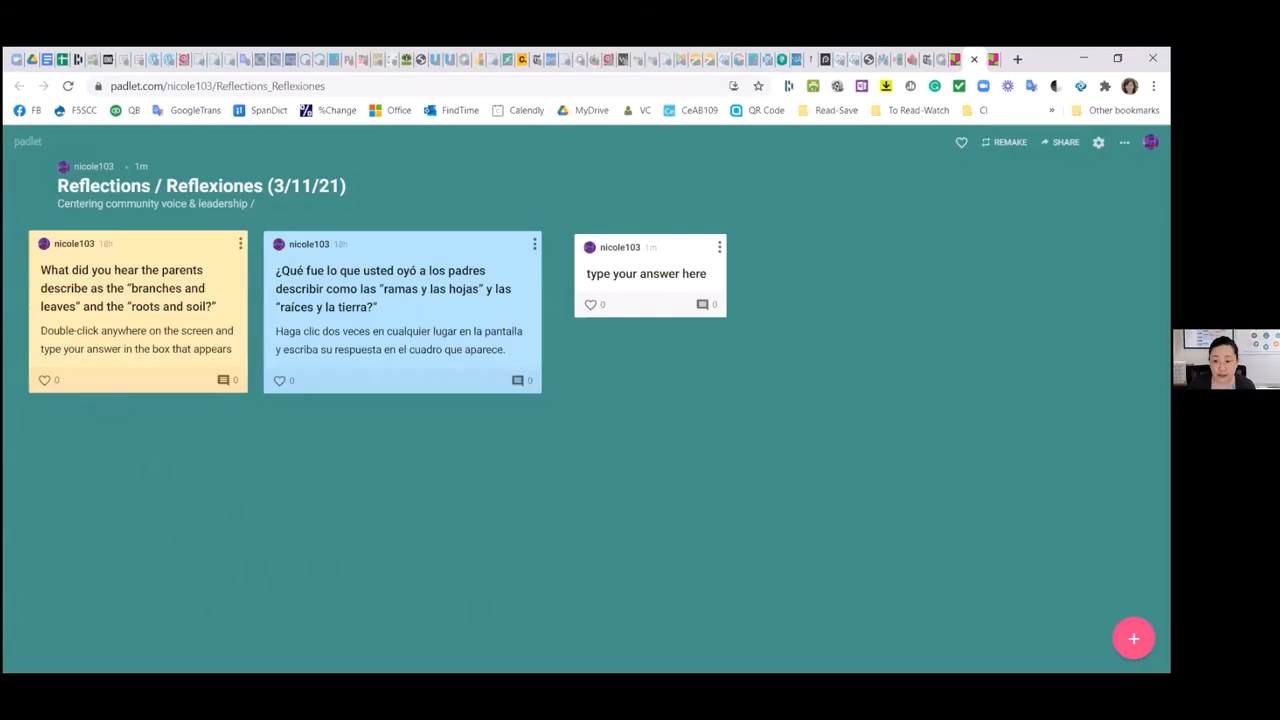 padlet.com/nicole103/Reflections_Reflexiones
FB
F5SCC
QB
GoogleTrans
SpanDict
%Change
Office
FindTime
Calendly
MyDrive
VC
CeAB109
QR Code
Read-Save
To Read-Watch
Cl
»
Other bookmarks
padlet
REMAKE
SHARE
nicole103 • 1m
Reflections / Reflexiones (3/11/21)
Centering community voice & leadership /
nicole103 18h
What did you hear the parents
describe as the “branches and
leaves” and the “roots and soil?”
Double-click anywhere on the screen and
type your answer in the box that appears
0
0
nicole103 18h
¿Qué fue lo que usted oyó a los padres
describir como las “ramas y las hojas” y las
“raíces y la tierra?”
Haga clic dos veces en cualquier lugar en la pantalla
y escriba su respuesta en el cuadro que aparece.
0
0
nicole103 1m
type your answer here
0
0